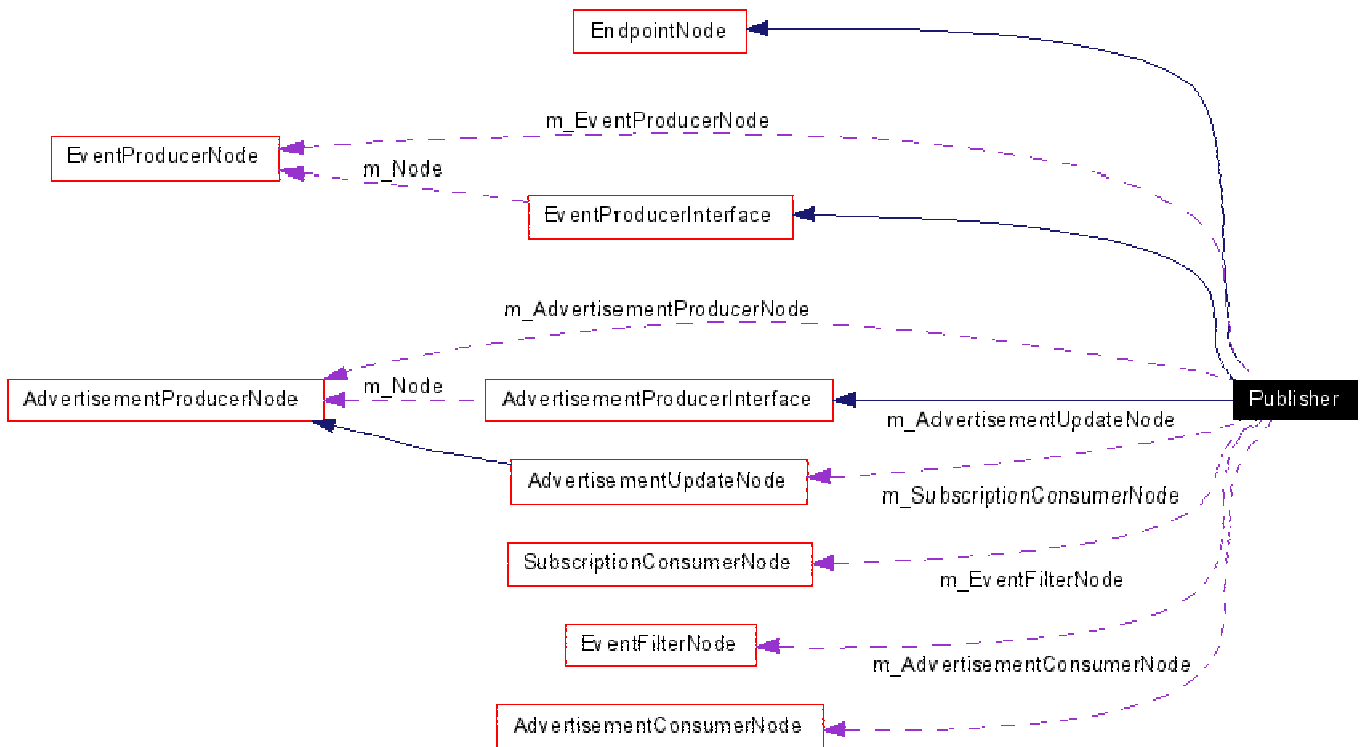 EndpointNode
m_EventProducerNode
EventProducerNode
m_Node
EventProducerInterface
m_AdvertisementProducerNode
m_Node
AdvertisementProducerNode
AdvertisementProducerInterface
Publisher
m_AdvertisementUpdateNode
AdvertisementUpdateNode
m_SubscriptionConsumerNode
SubscriptionConsumerNode
m_EventFilterNode
EventFilterNode
m_AdvertisementConsumerNode
AdvertisementConsumerNode